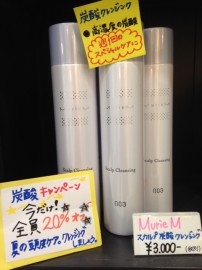 炭酸クレンジング
●高濃度の炭酸
週1回の
スペシャルケアに
Scalp Cleansing
003
Scalp Cleansing
003
炭酸キャンペーン
今だけ！
全員20%オフ
夏の頭皮ケア。クレンジング
しましょう。
Murie M
スカルプ炭酸クレンジング
¥3,000-